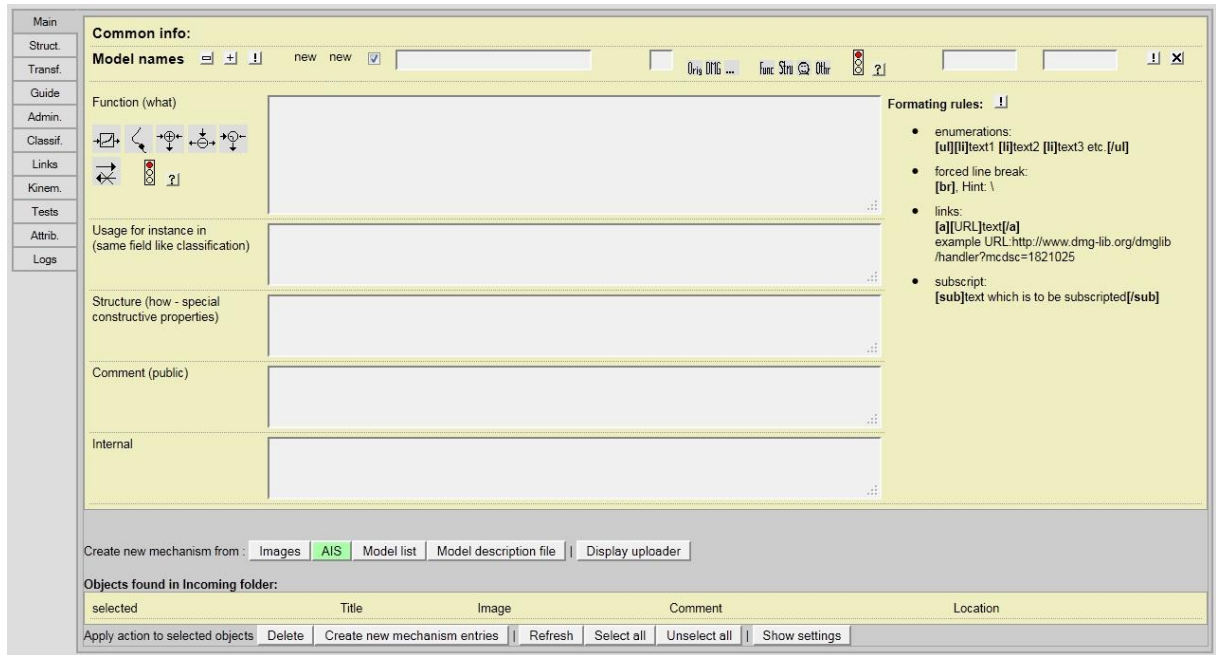 Main
Struct.
Transf.
Guide
Admin.
Classif.
Links
Kinem.
Tests
Attrib.
Logs
Common info:
Model names - + ! new new Orig DMG ... Func Stru Othr ? ! X
Function (what)
?
Usage for instance in
(same field like classification)
Structure (how - special
constructive properties)
Comment (public)
Internal
Formating rules: !
• enumerations:
[ul][li]text1 [li]text2 [li]text3 etc.[/ul]
• forced line break:
[br], Hint: \
• links:
[a][URL]text[/a]
example URL:http://www.dmg-lib.org/dmglib
/handler?mcdsc=1821025
• subscript:
[sub]text which is to be subscripted[/sub]
Create new mechanism from : Images AIS Model list Model description file | Display uploader
Objects found in Incoming folder:
selected Title Image Comment Location
Apply action to selected objects Delete Create new mechanism entries | Refresh Select all Unselect all | Show settings